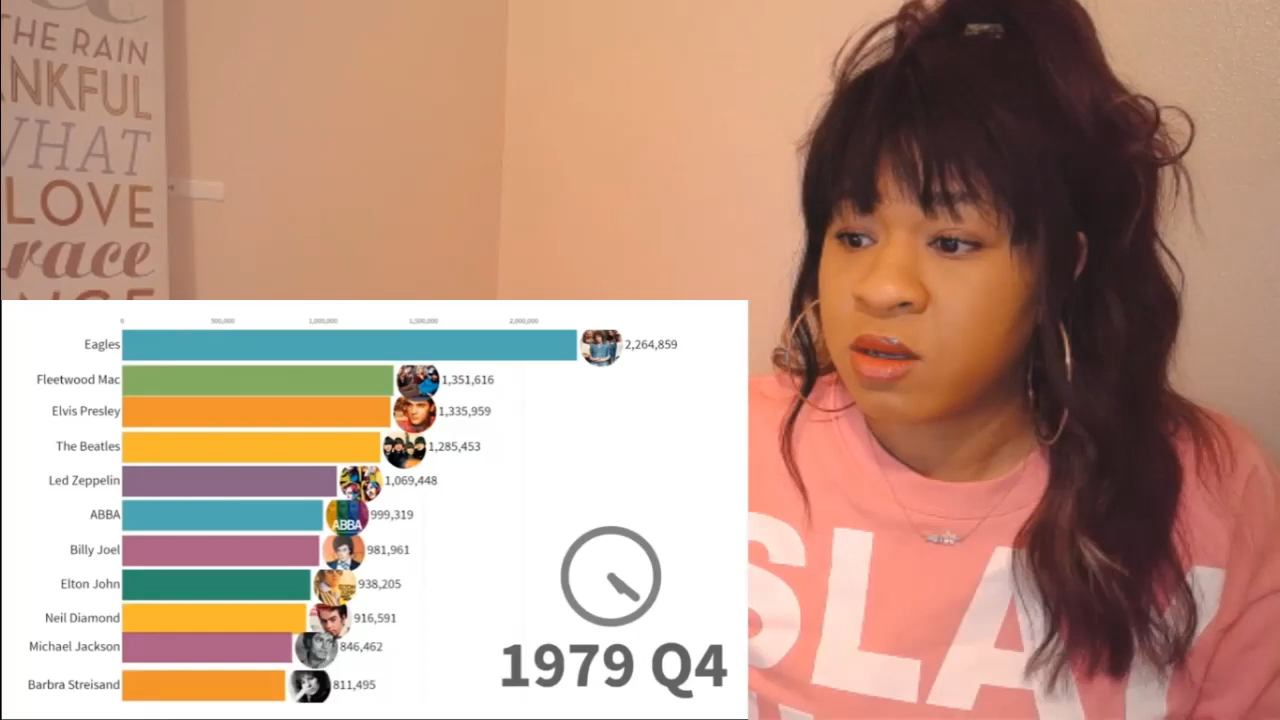 THE RAIN
ANKFUL
WHAT
LOVE
race
0 500,000 1,000,000 1,500,000 2,000,000
Eagles 2,264,859
Fleetwood Mac 1,351,616
Elvis Presley 1,335,959
The Beatles 1,285,453
Led Zeppelin 1,069,448
ABBA ABBA 999,319
Billy Joel 981,961
Elton John 938,205
Neil Diamond 916,591
Michael Jackson 846,462
Barbra Streisand 811,495
1979 Q4
SLAY